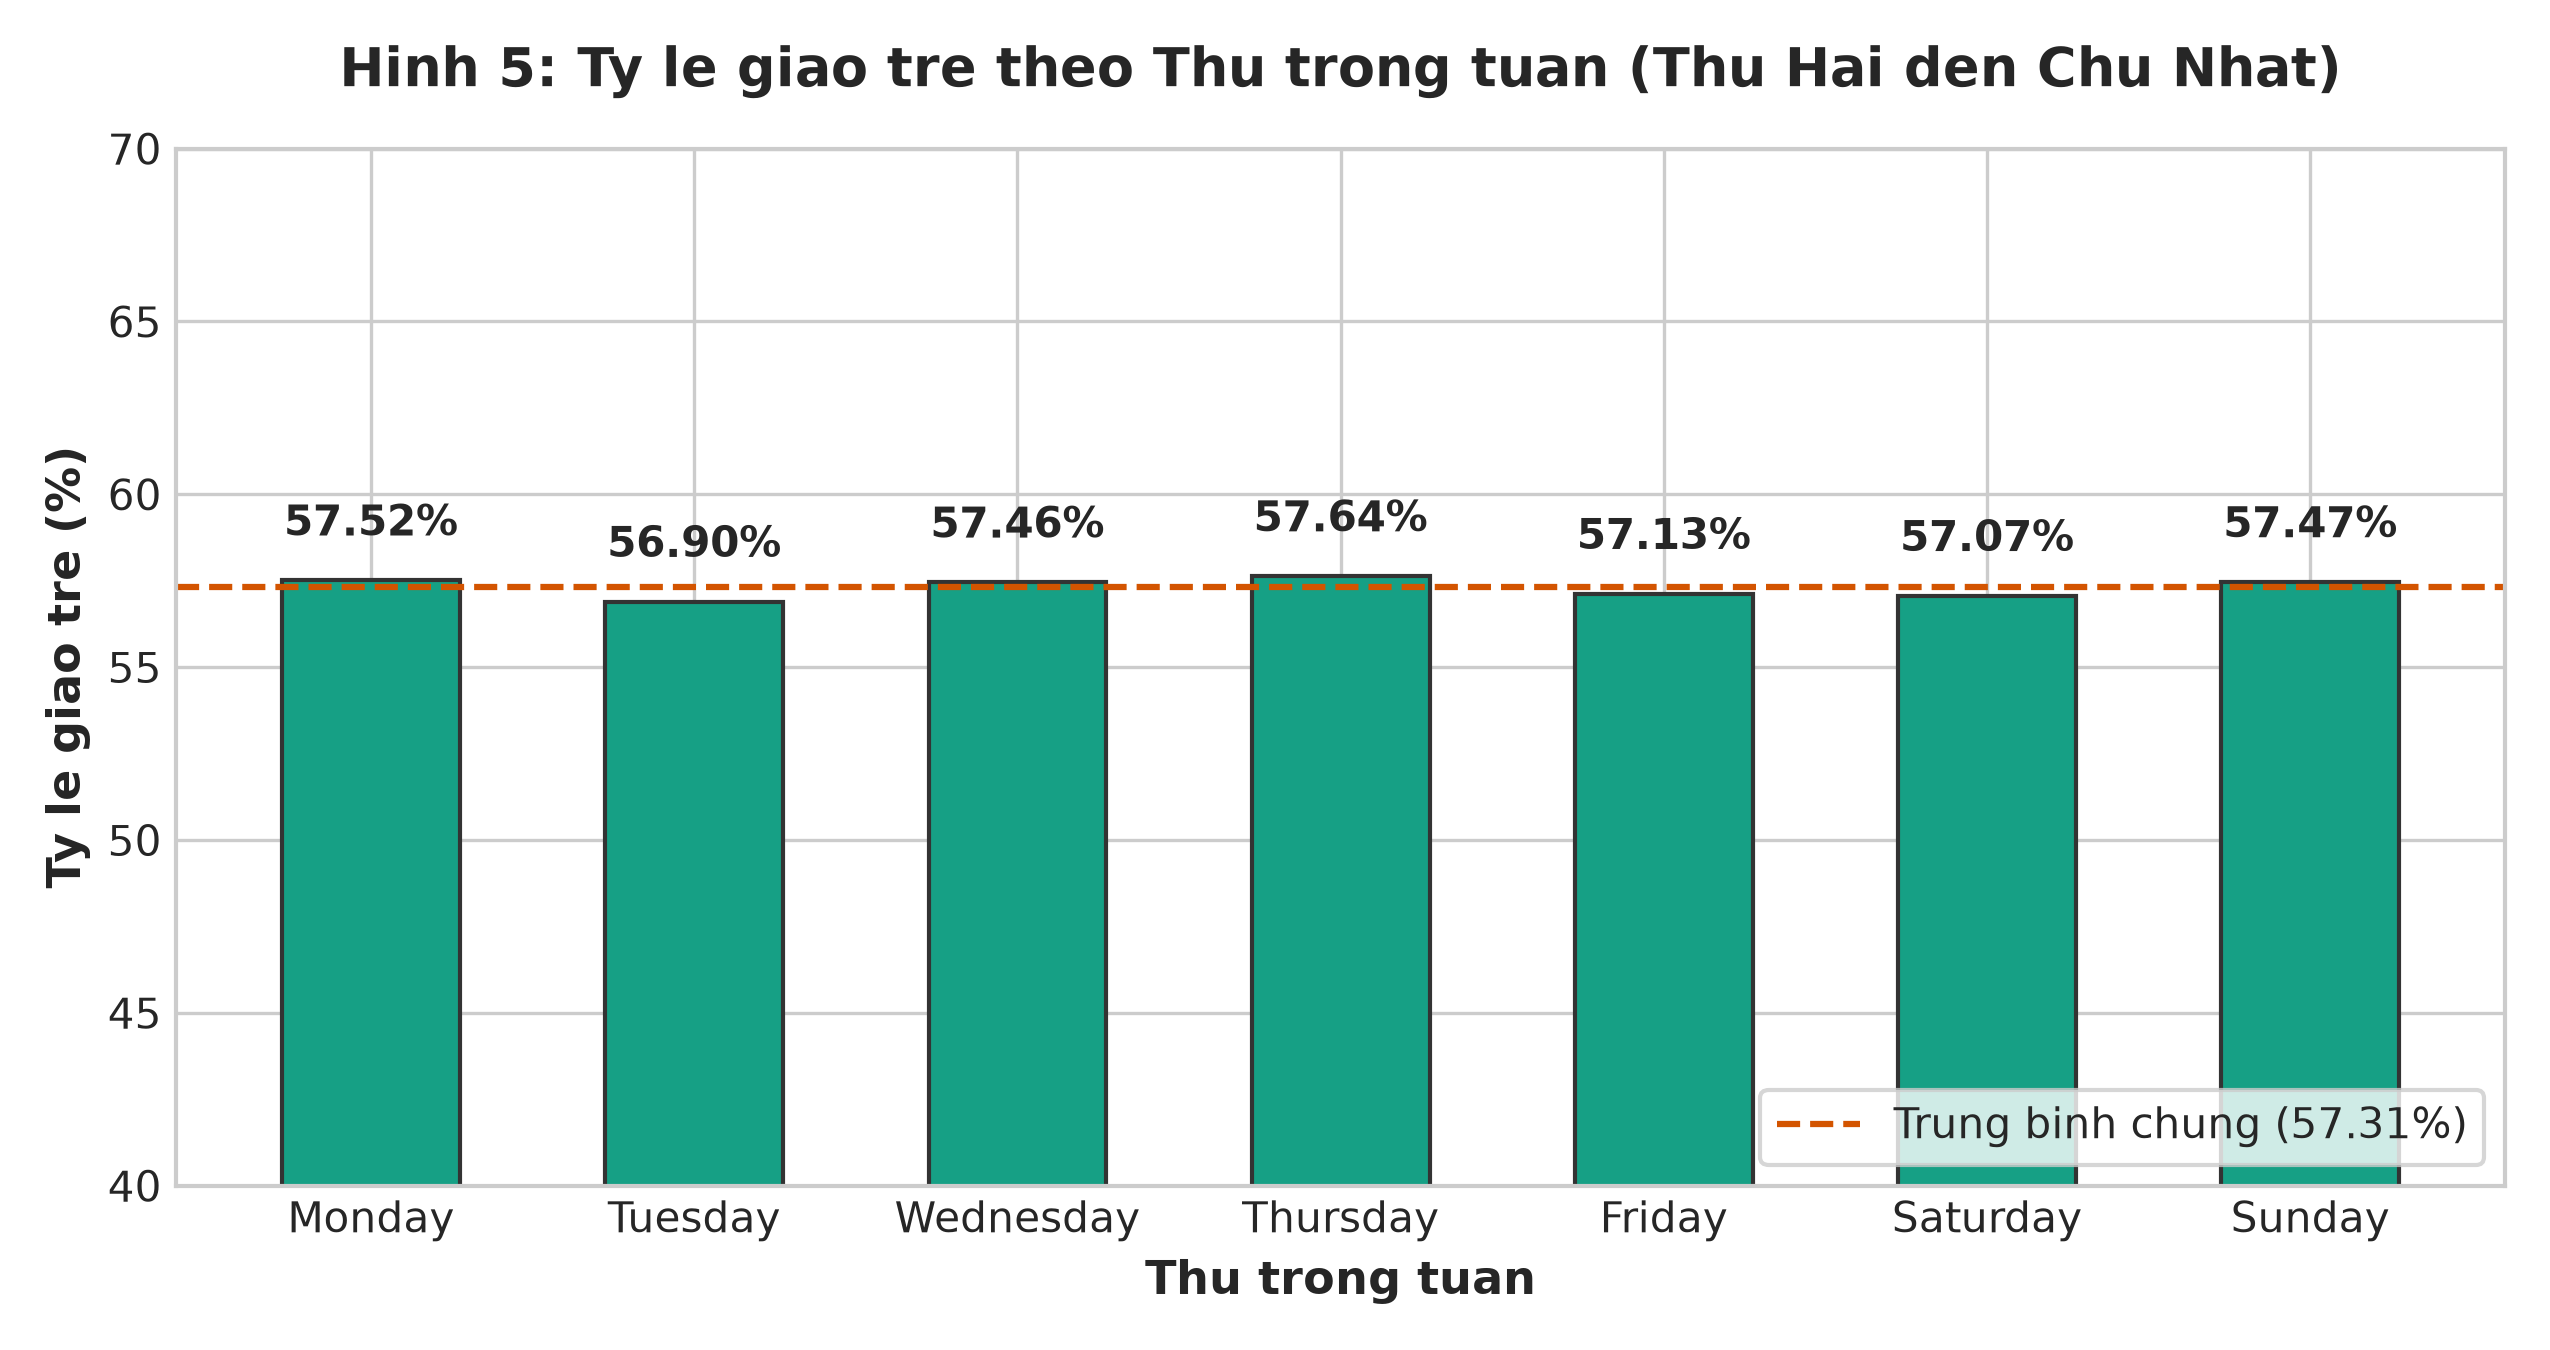 Hinh 5: Ty le giao tre theo Thu trong tuan (Thu Hai den Chu Nhat)
Ty le giao tre (%)
70
65
60
55
50
45
40
57.52%
56.90%
57.46%
57.64%
57.13%
57.07%
57.47%
Trung binh chung (57.31%)
Monday Tuesday Wednesday Thursday Friday Saturday Sunday
Thu trong tuan